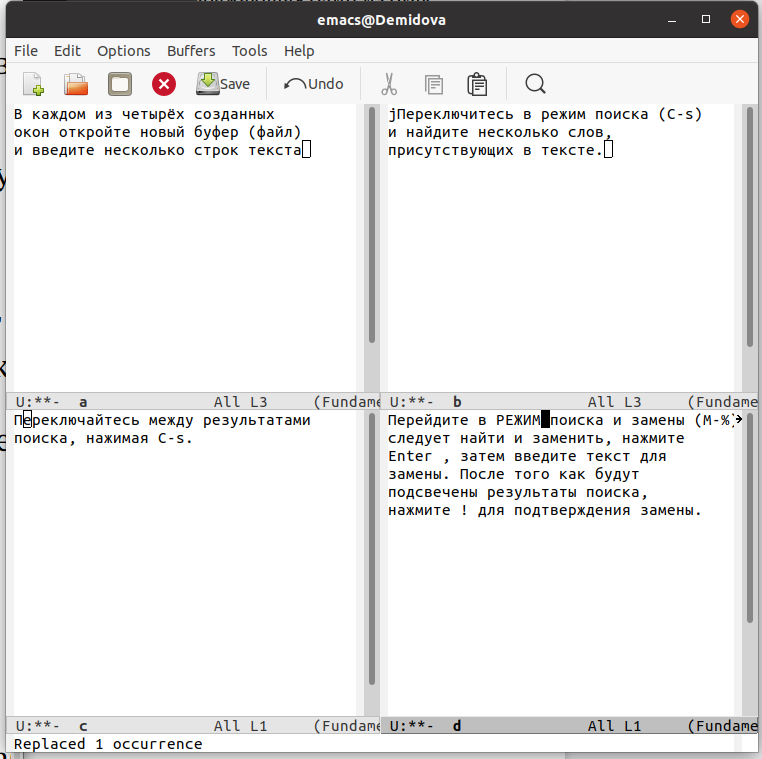 emacs@Demidova
File Edit Options Buffers Tools Help
Save Undo
В каждом из четырёх созданных
окон откройте новый буфер (файл)
и введите несколько строк текста
U:**- a All L3 (Fundame
jПереключитесь в режим поиска (C-s)
и найдите несколько слов,
присутствующих в тексте.
U:**- b All L3 (Fundame
Переключайтесь между результатами
поиска, нажимая C-s.
U:**- c All L1 (Fundame
Перейдите в РЕЖИМ поиска и замены (M-%)
следует найти и заменить, нажмите
Enter , затем введите текст для
замены. После того как будут
подсвечены результаты поиска,
нажмите ! для подтверждения замены.
U:**- d All L1 (Fundame
Replaced 1 occurrence